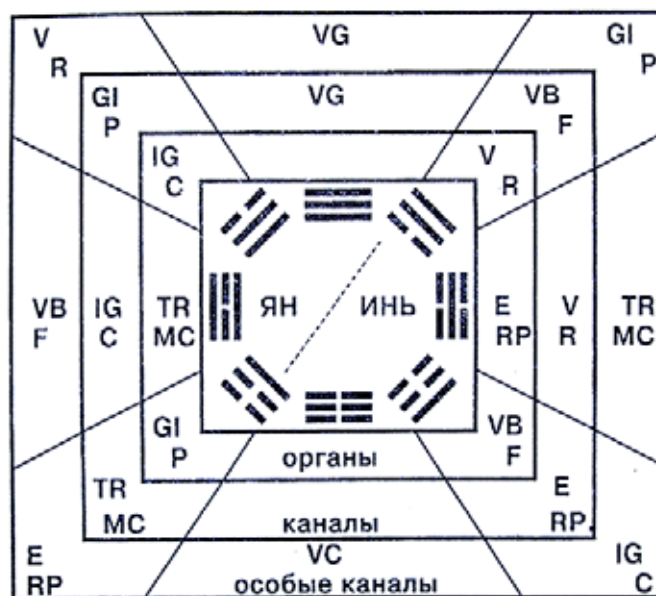 V VG GI
R P
GI VG VB
P F
IG V
C R
VB IG TR ЯН ИНЬ E V TR
F C MC RP R MC
GI VB
P органы F
TR E
MC каналы RP.
E VC IG
RP особые каналы C